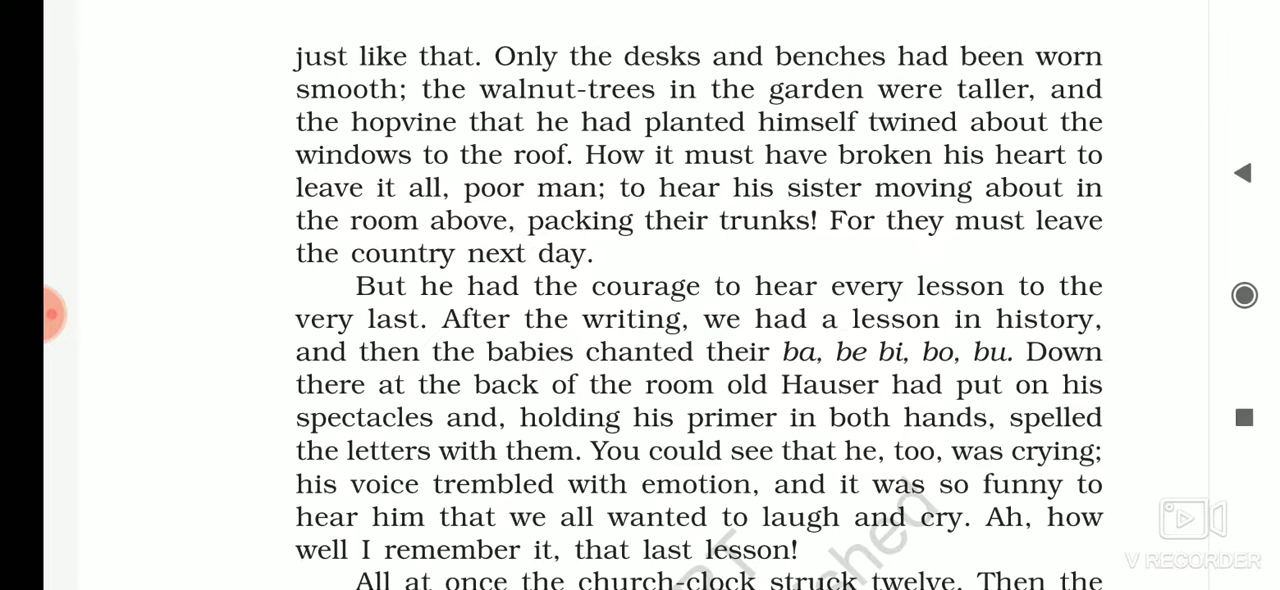 just like that. Only the desks and benches had been worn
smooth; the walnut-trees in the garden were taller, and
the hopvine that he had planted himself twined about the
windows to the roof. How it must have broken his heart to
leave it all, poor man; to hear his sister moving about in
the room above, packing their trunks! For they must leave
the country next day.
But he had the courage to hear every lesson to the
very last. After the writing, we had a lesson in history,
and then the babies chanted their ba, be bi, bo, bu. Down
there at the back of the room old Hauser had put on his
spectacles and, holding his primer in both hands, spelled
the letters with them. You could see that he, too, was crying;
his voice trembled with emotion, and it was so funny to
hear him that we all wanted to laugh and cry. Ah, how
well I remember it, that last lesson!
All at once the church-clock struck twelve. Then the
V RECORDER